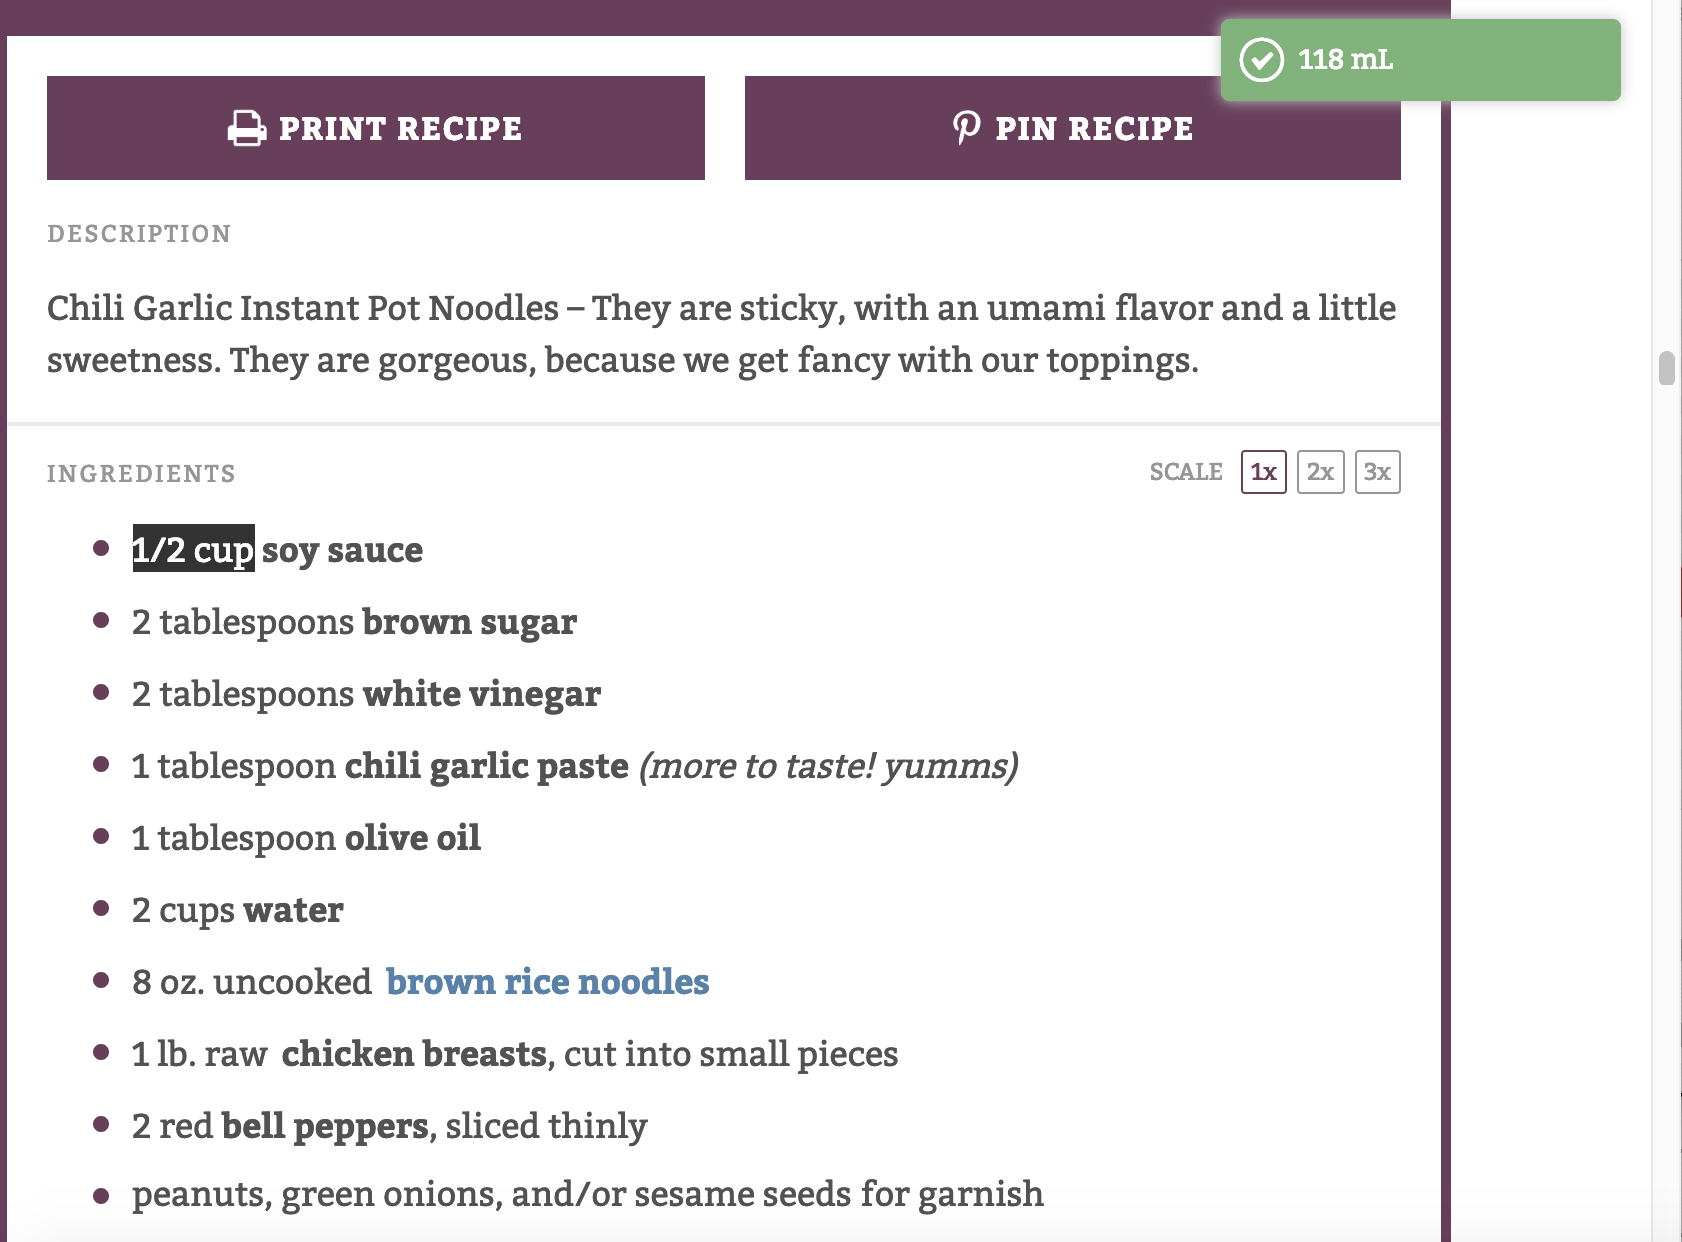 118 mL
PRINT RECIPE
PIN RECIPE
DESCRIPTION
Chili Garlic Instant Pot Noodles – They are sticky, with an umami flavor and a little
sweetness. They are gorgeous, because we get fancy with our toppings.
INGREDIENTS
SCALE 1x 2x 3x
1/2 cup soy sauce
2 tablespoons brown sugar
2 tablespoons white vinegar
1 tablespoon chili garlic paste (more to taste! yumms)
1 tablespoon olive oil
2 cups water
8 oz. uncooked brown rice noodles
1 lb. raw chicken breasts, cut into small pieces
2 red bell peppers, sliced thinly
peanuts, green onions, and/or sesame seeds for garnish